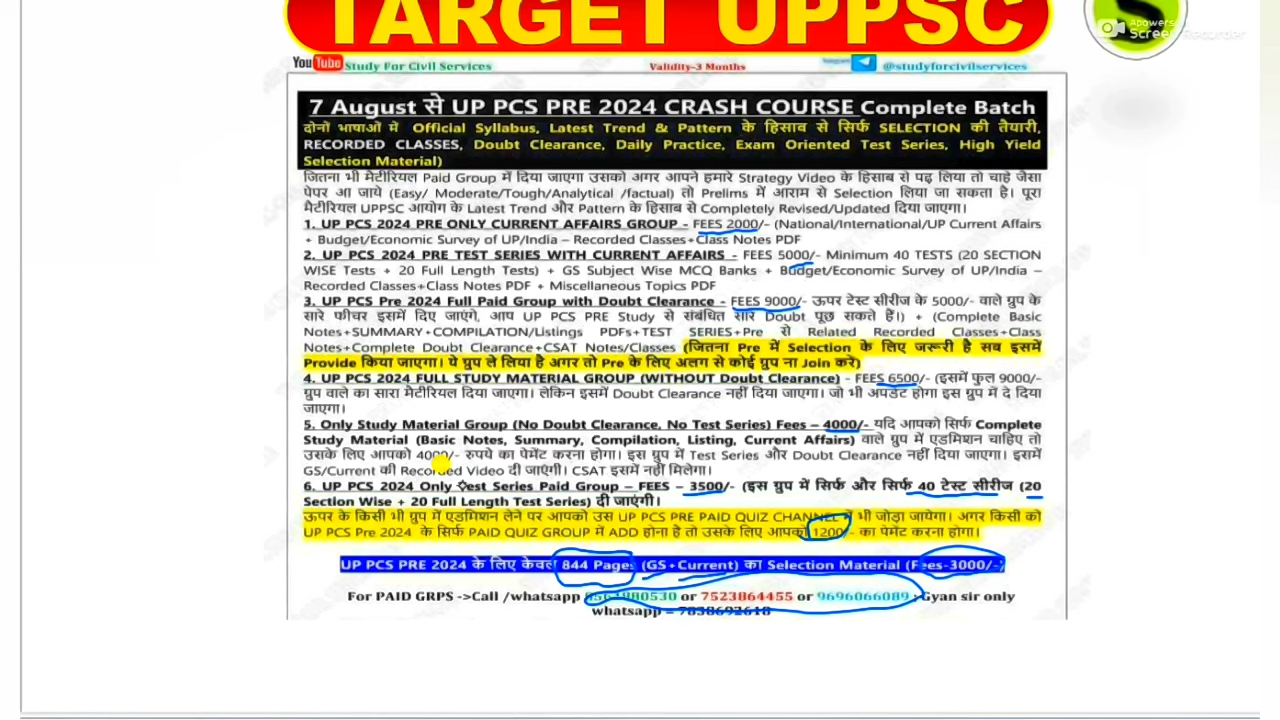 TARGET UPPSC
Apowersoft
Screen Recorder
YouTube Study For Civil Services Validity-3 Months @studyforcivilservices
7 August से UP PCS PRE 2024 CRASH COURSE Complete Batch
दोनों भाषाओं में Official Syllabus, Latest Trend & Pattern के हिसाब से सिर्फ SELECTION की तैयारी,
RECORDED CLASSES, Doubt Clearance, Daily Practice, Exam Oriented Test Series, High Yield
Selection Material)
जितना भी मैटीरियल Paid Group में दिया जाएगा उसको अगर आपने हमारे Strategy Video के हिसाब से पढ़ लिया तो चाहे जैसा
पेपर आ जाये (Easy/ Moderate/Tough/Analytical /factual) तो Prelims में आराम से Selection लिया जा सकता है। पूरा
मैटीरियल UPPSC आयोग के Latest Trend और Pattern के हिसाब से Completely Revised/Updated दिया जाएगा।
1. UP PCS 2024 PRE ONLY CURRENT AFFAIRS GROUP - FEES 2000/- (National/International/UP Current Affairs
+ Budget/Economic Survey of UP/India – Recorded Classes+Class Notes PDF
2. UP PCS 2024 PRE TEST SERIES WITH CURRENT AFFAIRS - FEES 5000/- Minimum 40 TESTS (20 SECTION
WISE Tests + 20 Full Length Tests) + GS Subject Wise MCQ Banks + Budget/Economic Survey of UP/India –
Recorded Classes+Class Notes PDF + Miscellaneous Topics PDF
3. UP PCS Pre 2024 Full Paid Group with Doubt Clearance - FEES 9000/- ऊपर टेस्ट सीरीज के 5000/- वाले ग्रुप के
सारे फीचर इसमें दिए जाएंगे, आप UP PCS PRE Study से संबंधित सारे Doubt पूछ सकते हैं।) + (Complete Basic
Notes+SUMMARY+COMPILATION/Listings PDFs+TEST SERIES+Pre से Related Recorded Classes+Class
Notes+Complete Doubt Clearance+CSAT Notes/Classes (जितना Pre में Selection के लिए जरूरी है सब इसमें
Provide किया जाएगा। ये ग्रुप ले लिया है अगर तो Pre के लिए अलग से कोई ग्रुप ना Join करें)
4. UP PCS 2024 FULL STUDY MATERIAL GROUP (WITHOUT Doubt Clearance) - FEES 6500/- (इसमें फुल 9000/-
ग्रुप वाले का सारा मैटीरियल दिया जाएगा। लेकिन इसमें Doubt Clearance नहीं दिया जाएगा। जो भी अपडेट होगा इस ग्रुप में दे दिया
जाएगा।
5. Only Study Material Group (No Doubt Clearance, No Test Series) Fees – 4000/- यदि आपको सिर्फ Complete
Study Material (Basic Notes, Summary, Compilation, Listing, Current Affairs) वाले ग्रुप में एडमिशन चाहिए तो
उसके लिए आपको 4000/- रुपये का पेमेंट करना होगा। इस ग्रुप में Test Series और Doubt Clearance नहीं दिया जाएगा। इसमें
GS/Current की Recorded Video दी जाएंगी। CSAT इसमें नहीं मिलेगा।
6. UP PCS 2024 Only Test Series Paid Group – FEES – 3500/- (इस ग्रुप में सिर्फ और सिर्फ 40 टेस्ट सीरीज (20
Section Wise + 20 Full Length Test Series) दी जाएंगी।
ऊपर के किसी भी ग्रुप में एडमिशन लेने पर आपको उस UP PCS PRE PAID QUIZ CHANNEL में भी जोड़ा जायेगा। अगर किसी को
UP PCS Pre 2024 के सिर्फ PAID QUIZ GROUP में ADD होना है तो उसके लिए आपको 1200/- का पेमेंट करना होगा।
UP PCS PRE 2024 के लिए केवल 844 Pages (GS+Current) का Selection Material (Fees-3000/-)
For PAID GRPS ->Call /whatsapp or 7523864455 or 9696066089 ; Gyan sir only
whatsapp = 7838692618